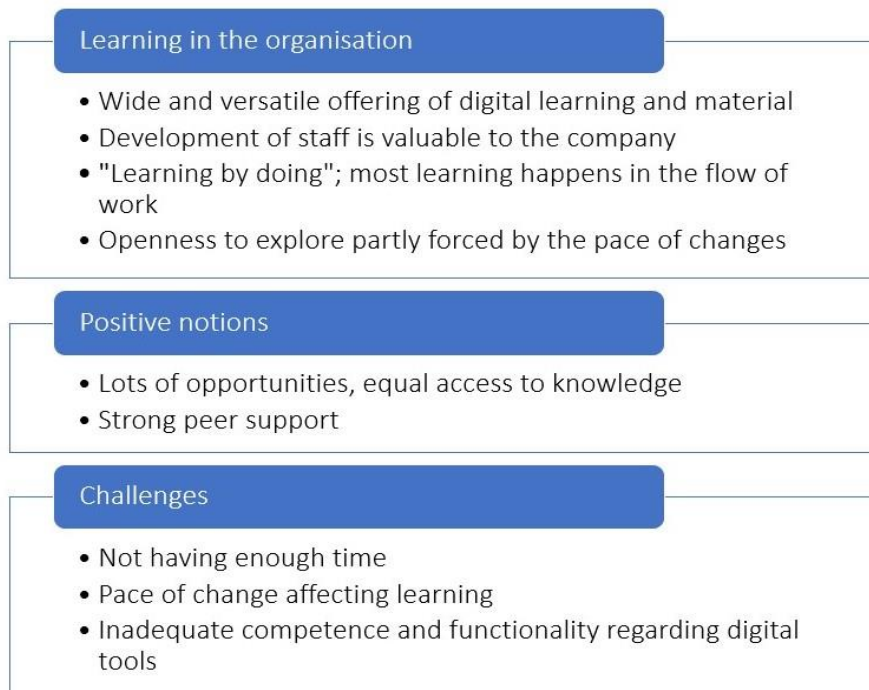 Learning in the organisation
• Wide and versatile offering of digital learning and material
• Development of staff is valuable to the company
• "Learning by doing"; most learning happens in the flow of
work
• Openness to explore partly forced by the pace of changes
Positive notions
• Lots of opportunities, equal access to knowledge
• Strong peer support
Challenges
• Not having enough time
• Pace of change affecting learning
• Inadequate competence and functionality regarding digital
tools